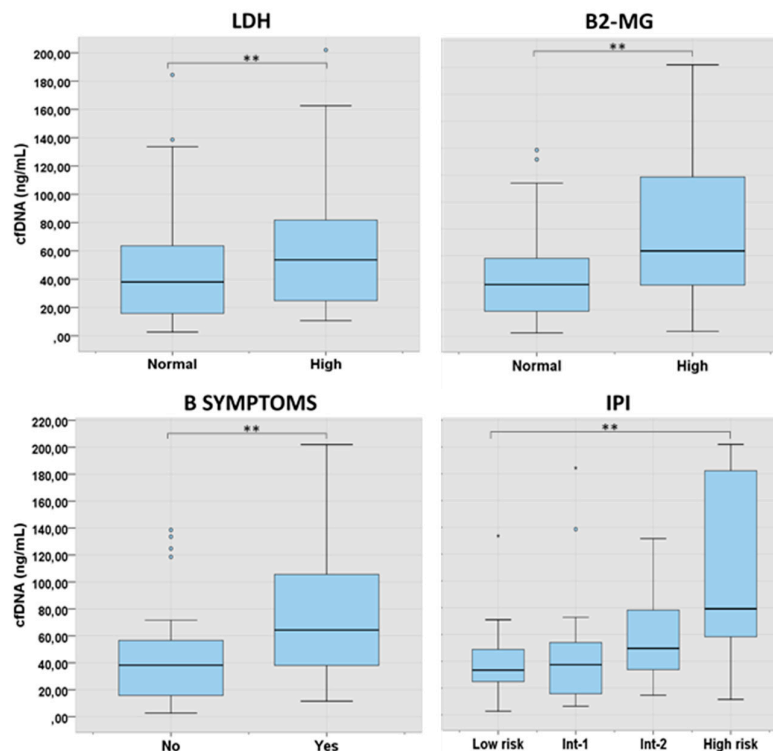 LDH
**
cfDNA (ng/mL)
200,00
180,00
160,00
140,00
120,00
100,00
80,00
60,00
40,00
20,00
,00
Normal High
B2-MG
**
Normal High
B SYMPTOMS
**
cfDNA (ng/mL)
220,00
200,00
180,00
160,00
140,00
120,00
100,00
80,00
60,00
40,00
20,00
,00
No Yes
IPI
**
Low risk Int-1 Int-2 High risk